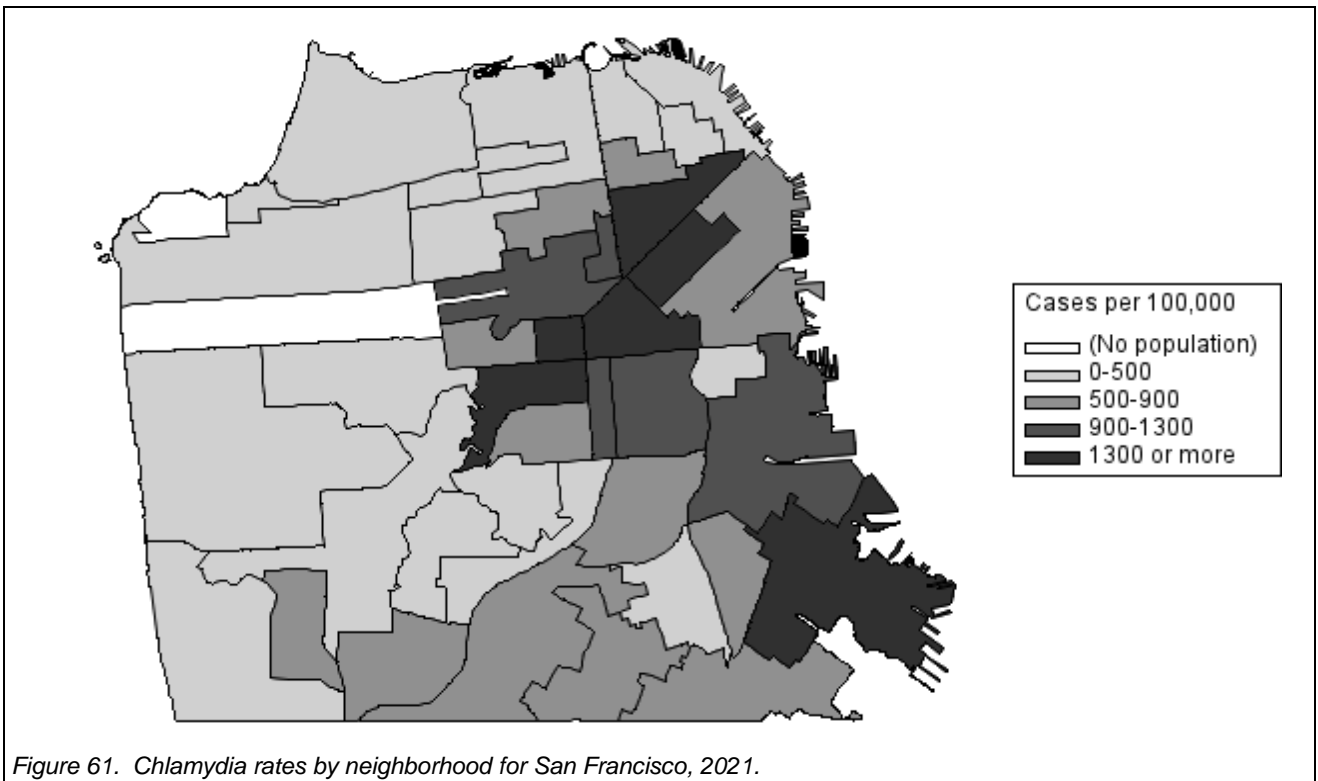 Cases per 100,000
(No population)
0-500
500-900
900-1300
1300 or more
Figure 61.  Chlamydia rates by neighborhood for San Francisco, 2021.